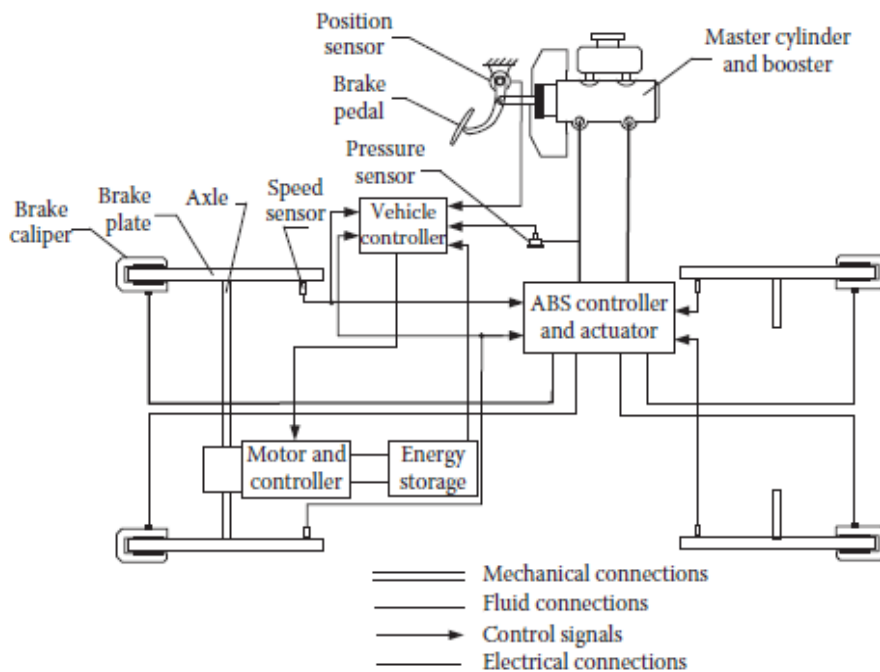 Position
sensor
Master cylinder
and booster
Brake
pedal
Pressure
sensor
Brake
caliper
Brake
plate
Axle
Speed
sensor
Vehicle
controller
ABS controller
and actuator
Motor and
controller
Energy
storage
Mechanical connections
Fluid connections
Control signals
Electrical connections